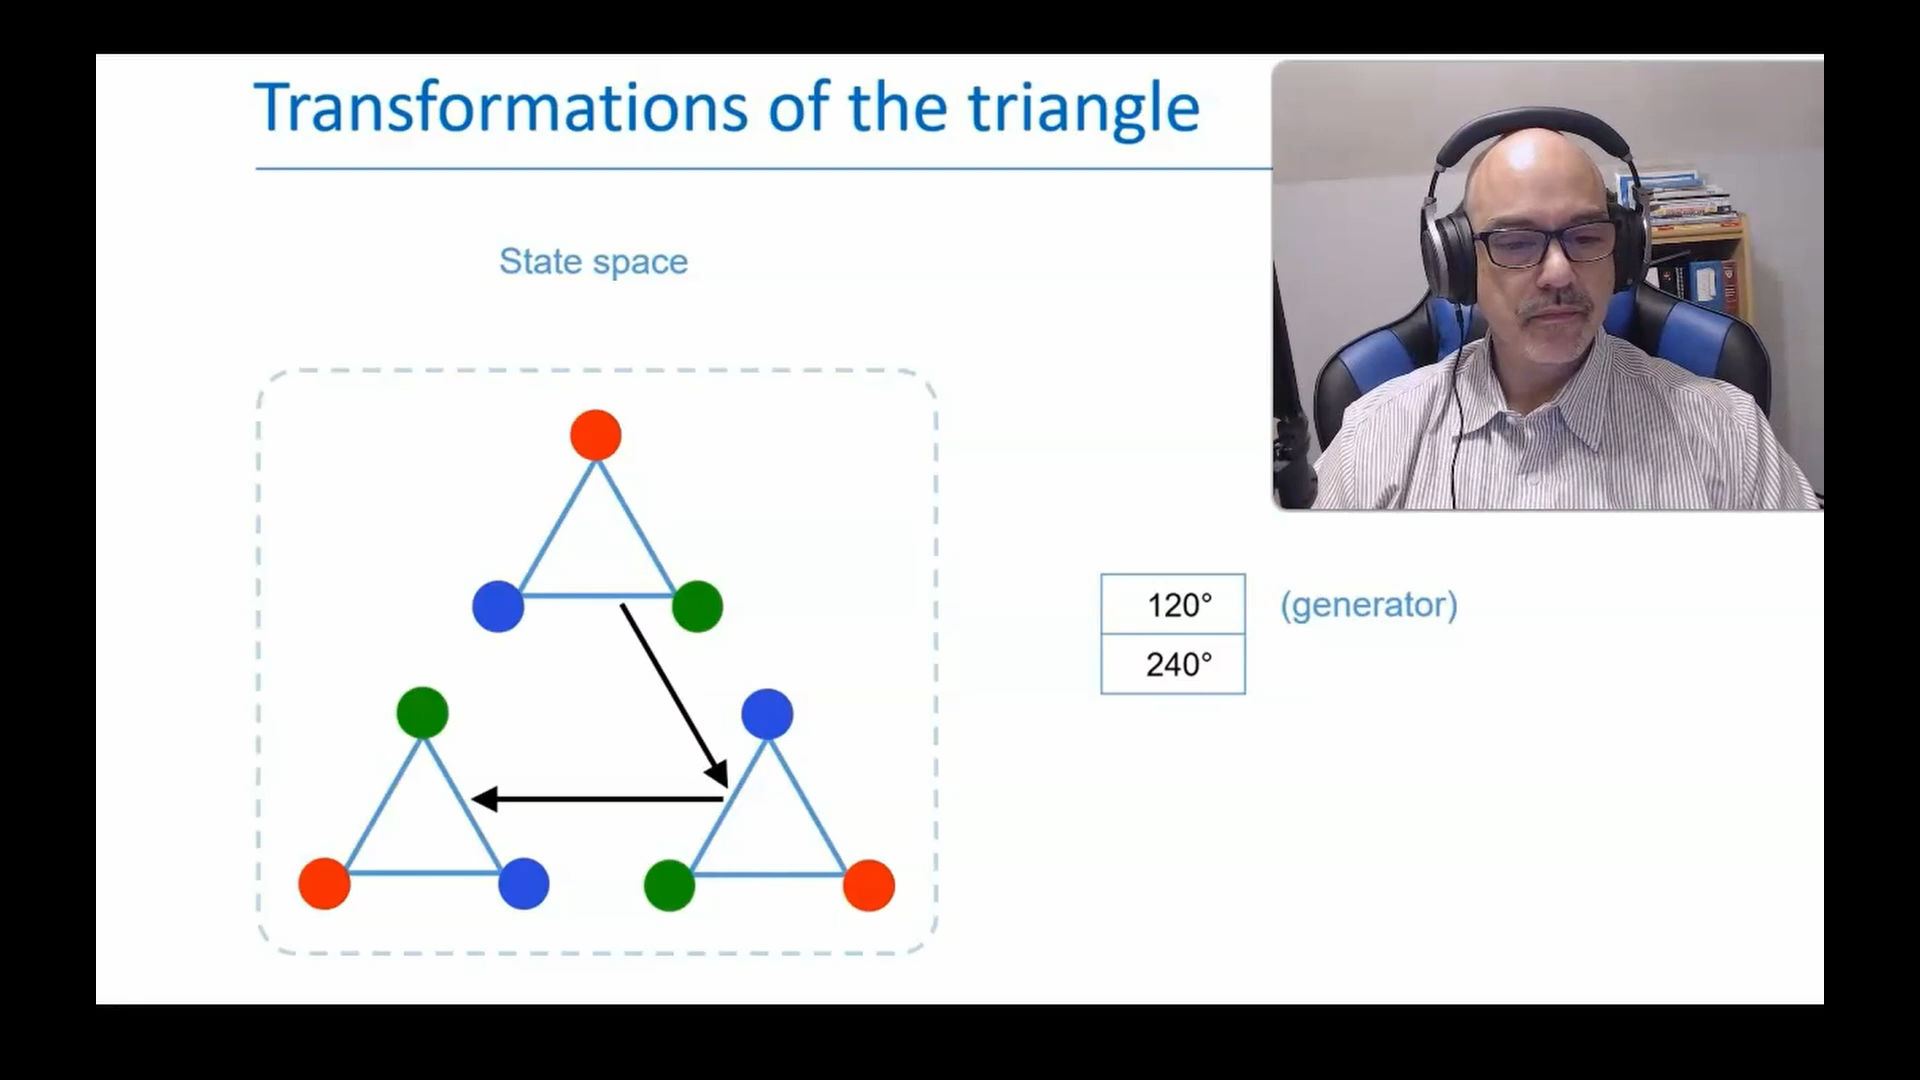 Transformations of the triangle
State space
120°
(generator)
240°